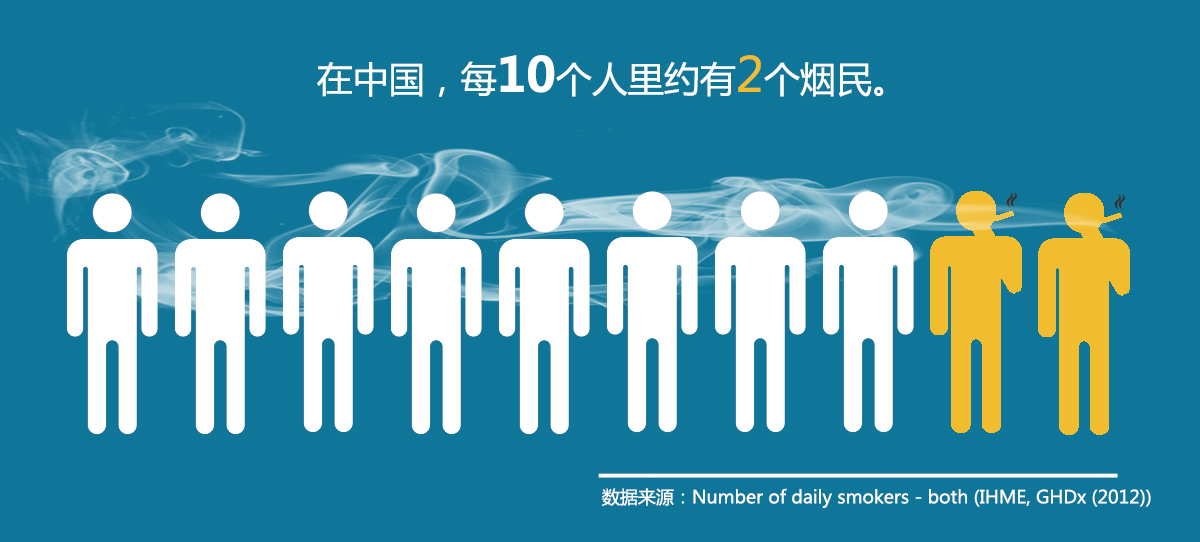 在中国，每10个人里约有2个烟民。
数据来源：Number of daily smokers - both (IHME, GHDx (2012))